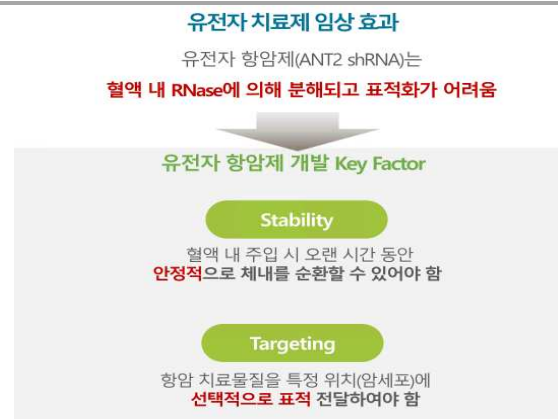 유전자 치료제 임상 효과
유전자 항암제(ANT2 shRNA)는
혈액 내 RNase에 의해 분해되고 표적화가 어려움
유전자 항암제 개발 Key Factor
Stability
혈액 내 주입 시 오랜 시간 동안
안정적으로 체내를 순환할 수 있어야 함
Targeting
항암 치료물질을 특정 위치(암세포)에
선택적으로 표적 전달하여야 함